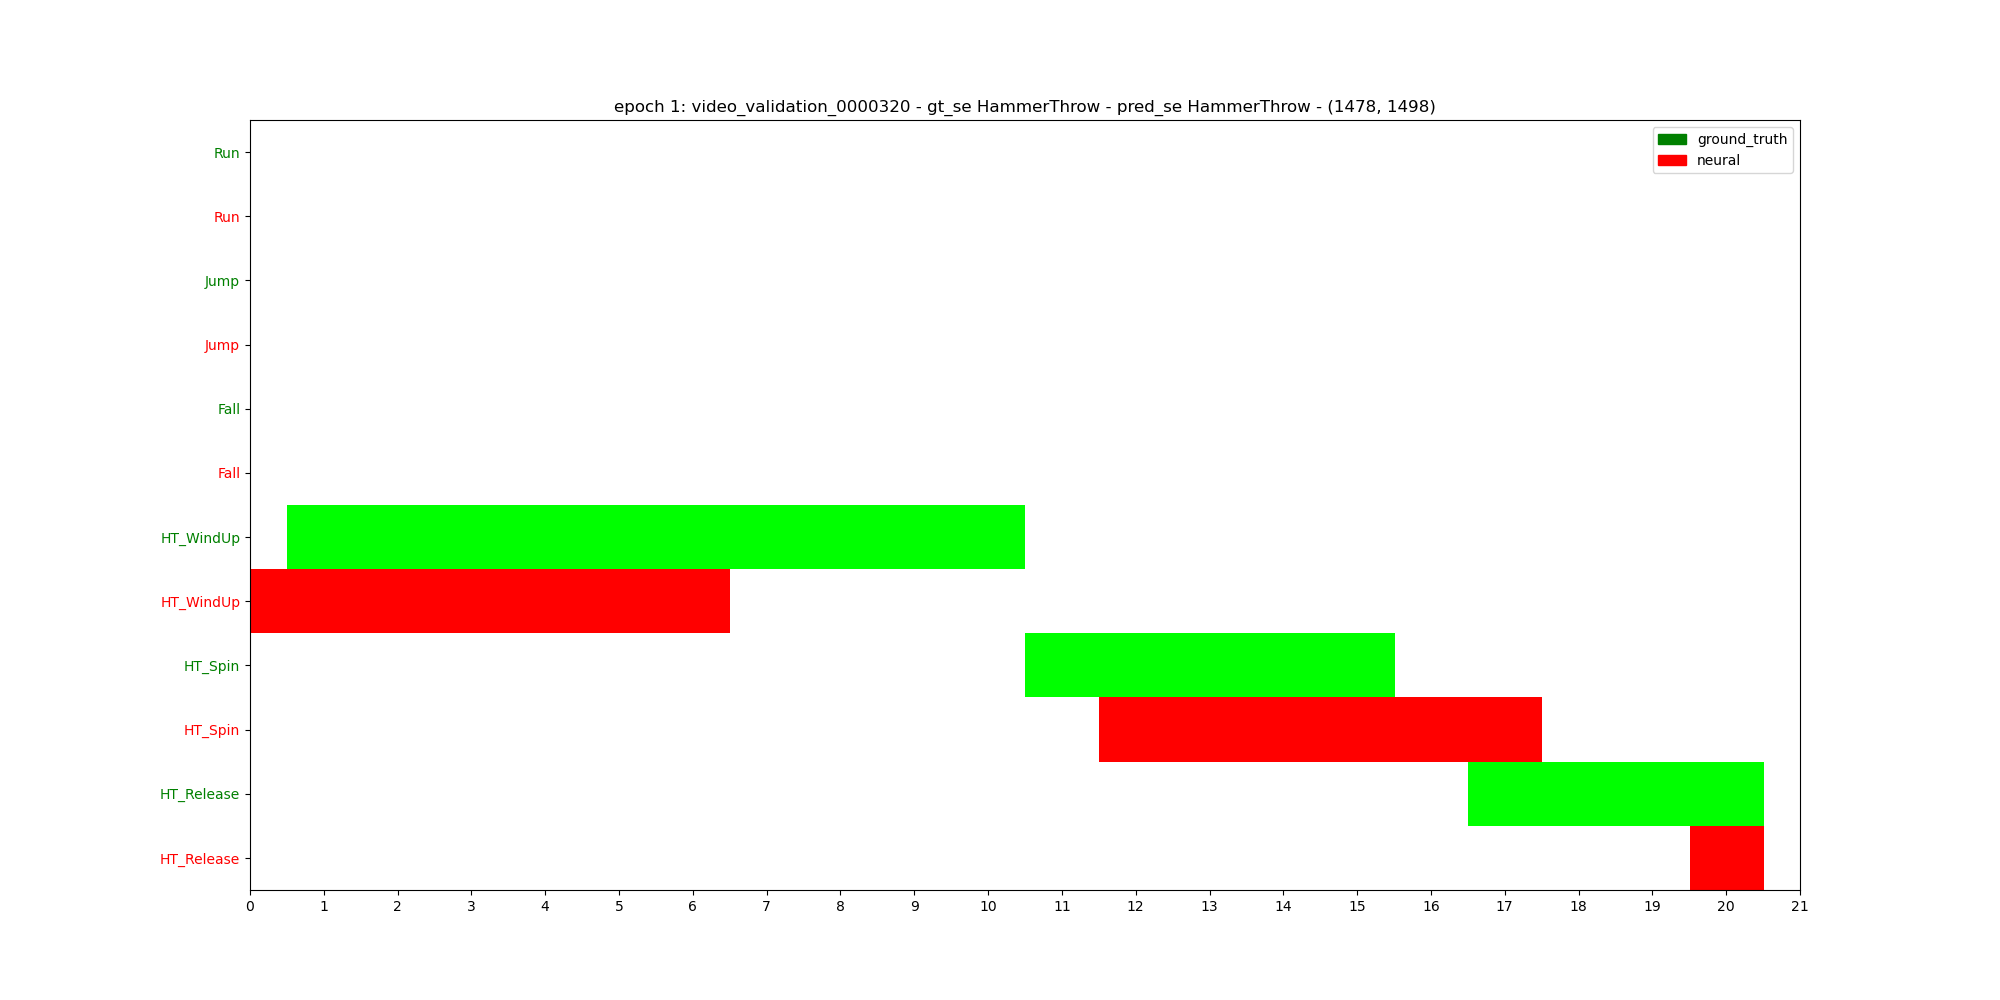 epoch 1: video_validation_0000320 - gt_se HammerThrow - pred_se HammerThrow - (1478, 1498)
ground_truth
neural
Run
Run
Jump
Jump
Fall
Fall
HT_WindUp
HT_WindUp
HT_Spin
HT_Spin
HT_Release
HT_Release
0 1 2 3 4 5 6 7 8 9 10 11 12 13 14 15 16 17 18 19 20 21